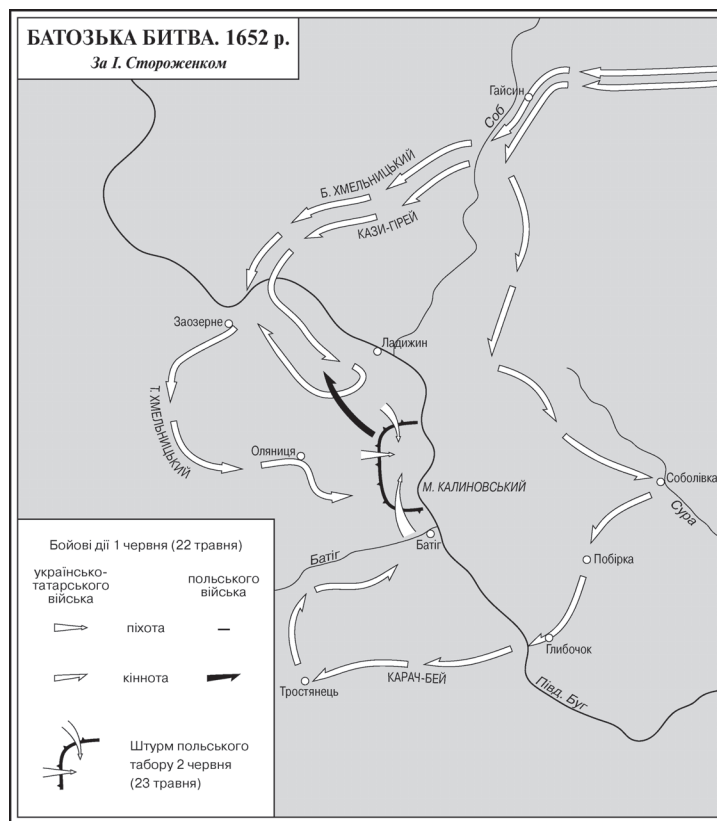 БАТОЗЬКА БИТВА. 1652 р.
За І. Стороженком
Гайсин
Соб
Б. ХМЕЛЬНИЦЬКИЙ
КАЗИ-ГІРЕЙ
Заозерне
Ладижин
Т. ХМЕЛЬНИЦЬКИЙ
Оляниця
М. КАЛИНОВСЬКИЙ
Соболівка
Сура
Батіг
Батіг
Побірка
Глибочок
КАРАЧ-БЕЙ
Тростянець
Півд. Буг
Бойові дії 1 червня (22 травня)
українсько-
татарського
війська
польського
війська
піхота
кіннота
Штурм польського
табору 2 червня
(23 травня)